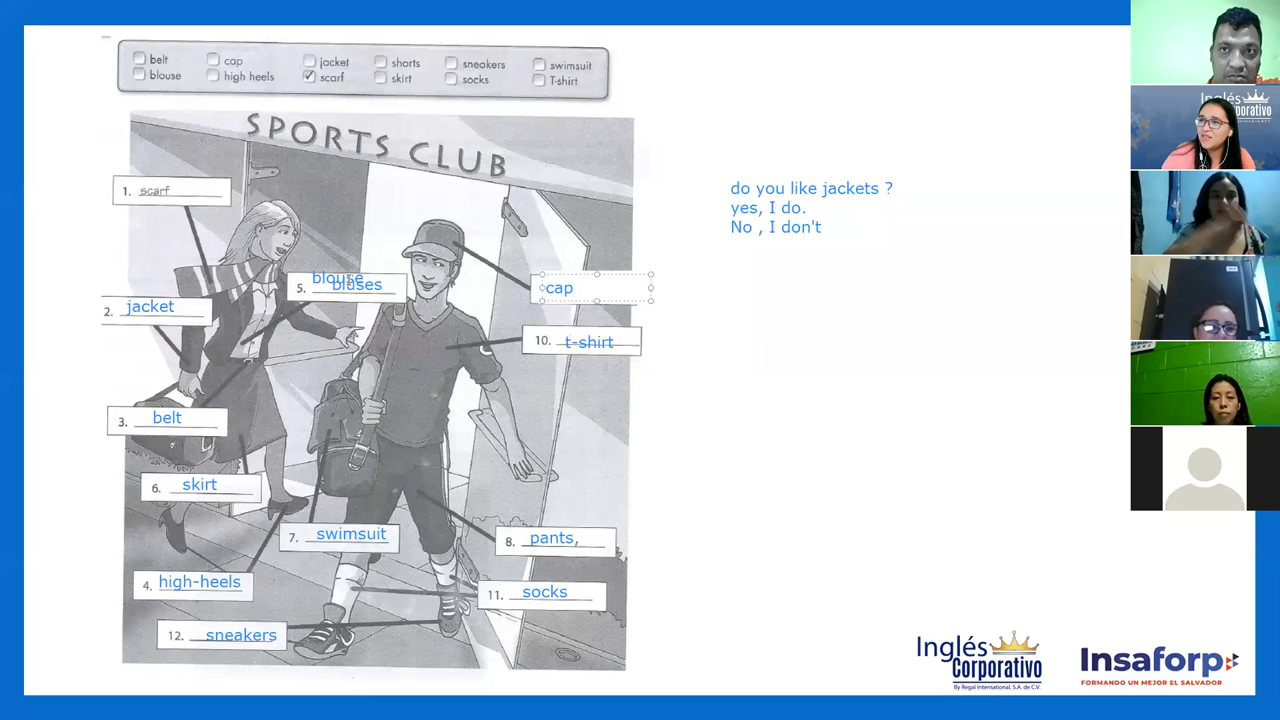 belt
cap
jacket
shorts
sneakers
swimsuit
blouse
high heels
scarf
skirt
socks
T-shirt
SPORTS CLUB
1. scarf
2. jacket
3. belt
4. high-heels
blouse
5. bluses
6. skirt
7. swimsuit
8. pants,
cap
10. t-shirt
11. socks
12. sneakers
do you like jackets ?
yes, I do.
No , I don't
Inglés
Corporativo
By Regal International, S.A. de C.V.
Insaforp
FORMANDO UN MEJOR EL SALVADOR
Inglés
orporativo